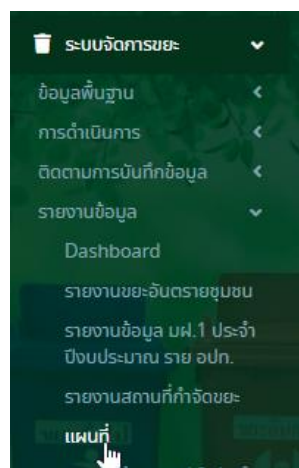 ระบบจัดการขยะ
ข้อมูลพื้นฐาน
การดำเนินการ
ติดตามการบันทึกข้อมูล
รายงานข้อมูล
Dashboard
รายงานขยะอันตรายชุมชน
รายงานข้อมูล มฝ.1 ประจำ
ปีงบประมาณ ราย อปท.
รายงานสถานที่กำจัดขยะ
แผนที่